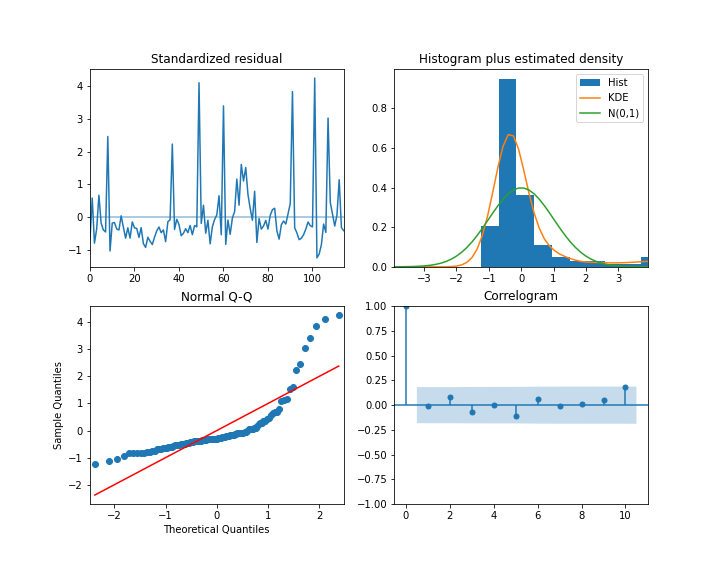 Standardized residual
4
3
2
1
0
−1
0 20 40 60 80 100
Histogram plus estimated density
Hist
KDE
N(0,1)
0.8
0.6
0.4
0.2
0.0
−3 −2 −1 0 1 2 3
Normal Q-Q
Sample Quantiles
4
3
2
1
0
−1
−2
−2 −1 0 1 2
Theoretical Quantiles
Correlogram
1.00
0.75
0.50
0.25
0.00
−0.25
−0.50
−0.75
−1.00
0 2 4 6 8 10